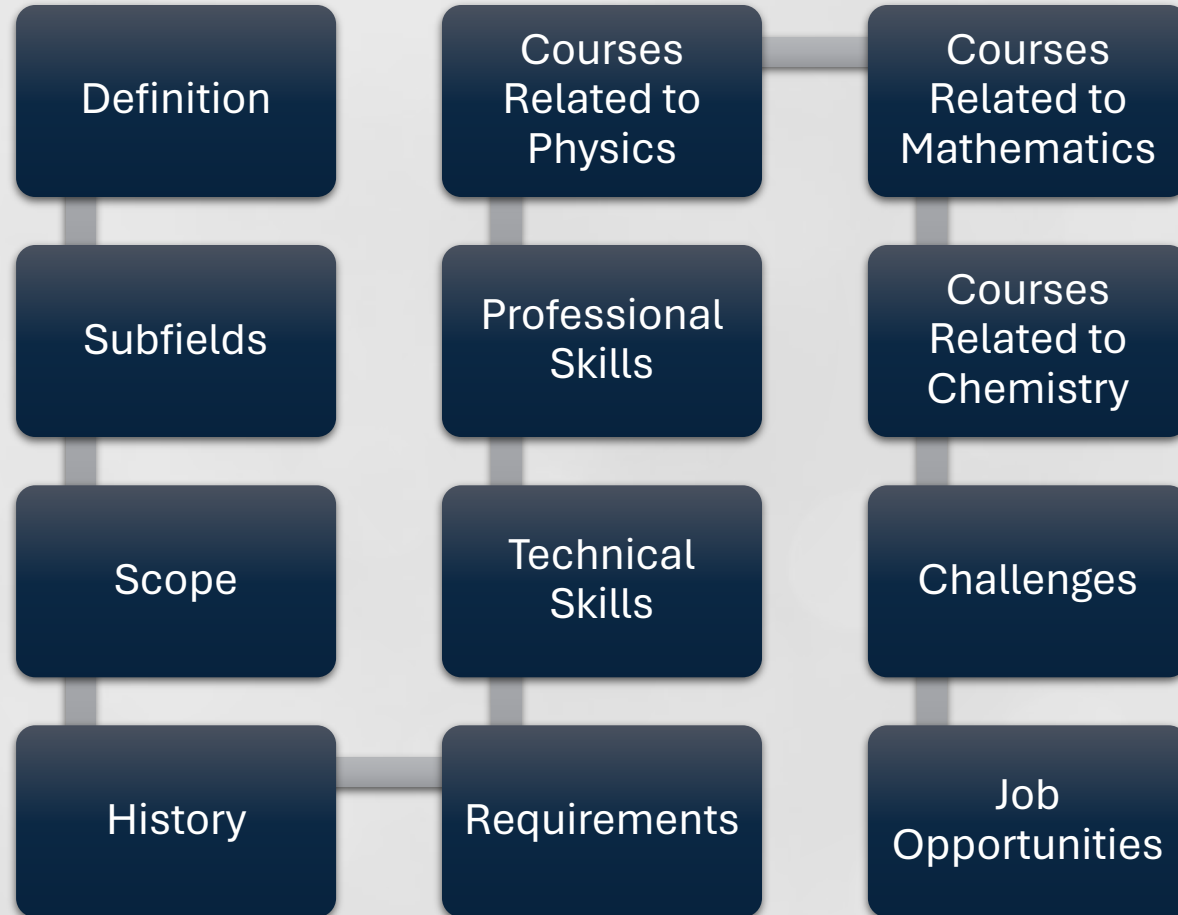 Definition
Subfields
Scope
History
Requirements
Technical
Skills
Professional
Skills
Courses
Related to
Physics
Courses
Related to
Mathematics
Courses
Related to
Chemistry
Challenges
Job
Opportunities